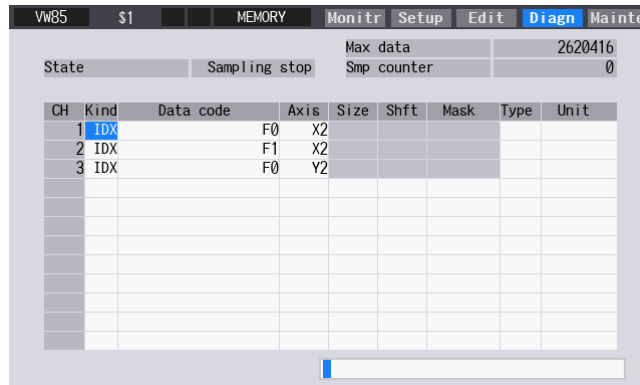 VW85 $1 MEMORY Monitr Setup Edit Diagn Mainte
Max data 2620416
State Sampling stop Smp counter 0
CH Kind Data code Axis Size Shft Mask Type Unit
1 IDX F0 X2
2 IDX F1 X2
3 IDX F0 Y2